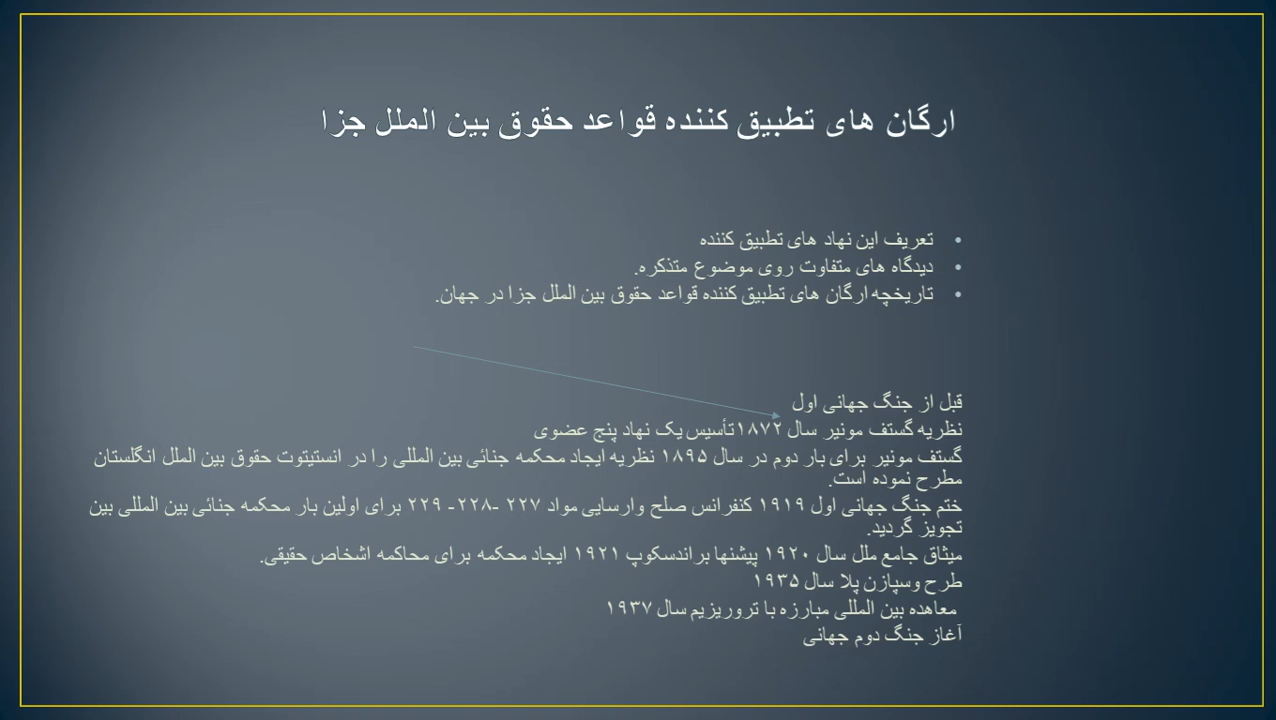 ارگان های تطبیق کننده قواعد حقوق بین الملل جزا
• تعریف این نهاد های تطبیق کننده
• دیدگاه های متفاوت روی موضوع متذکره.
• تاریخچه ارگان های تطبیق کننده قواعد حقوق بین الملل جزا در جهان.
قبل از جنگ جهانی اول
نظریه گستف مونیر سال ۱۸۷۲تأسیس یک نهاد پنج عضوی
گستف مونیر برای بار دوم در سال ۱۸۹۵ نظریه ایجاد محکمه جنائی بین المللی را در انستیتوت حقوق بین الملل انگلستان
مطرح نموده است.
ختم جنگ جهانی اول ۱۹۱۹ کنفرانس صلح وارسایی مواد ۲۲۷ -۲۲۸- ۲۲۹ برای اولین بار محکمه جنائی بین المللی بین
تجویز گردید.
میثاق جامع ملل سال ۱۹۲۰ پیشنها براندسکوپ ۱۹۲۱ ایجاد محکمه برای محاکمه اشخاص حقیقی.
طرح وسپازن پلا سال ۱۹۳۵
معاهده بین المللی مبارزه با تروریزیم سال ۱۹۳۷
آغاز جنگ دوم جهانی